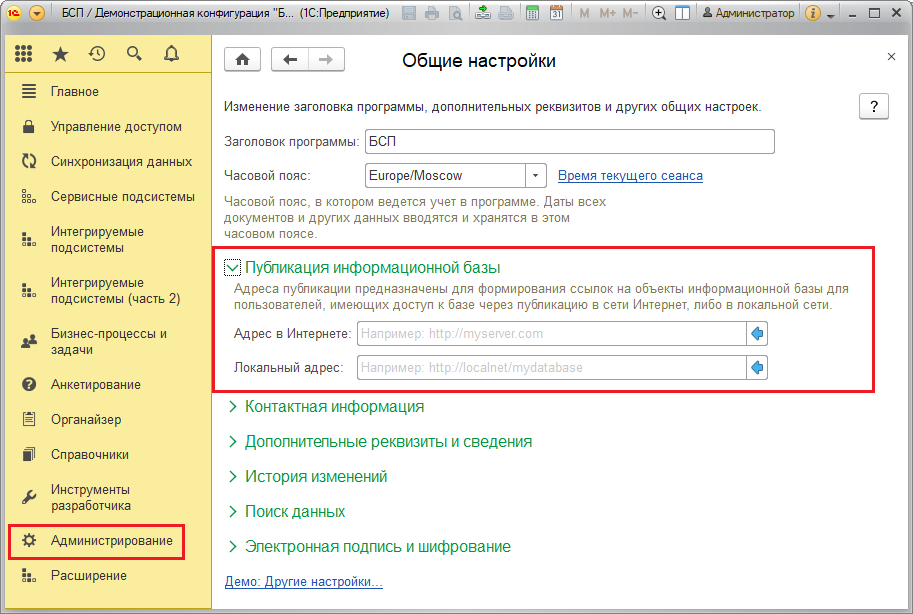 БСП / Демонстрационная конфигурация "Б... (1С:Предприятие)
M M+ M-
Администратор
Главное
Управление доступом
Синхронизация данных
Сервисные подсистемы
Интегрируемые
подсистемы
Интегрируемые
подсистемы (часть 2)
Бизнес-процессы и
задачи
Анкетирование
Органайзер
Справочники
Инструменты
разработчика
Администрирование
Расширение
Общие настройки
Изменение заголовка программы, дополнительных реквизитов и других общих настроек.
?
Заголовок программы: БСП
Часовой пояс: Europe/Moscow Время текущего сеанса
Часовой пояс, в котором ведется учет в программе. Даты всех
документов и других данных вводятся и хранятся в этом
часовом поясе.
Публикация информационной базы
Адреса публикации предназначены для формирования ссылок на объекты информационной базы для
пользователей, имеющих доступ к базе через публикацию в сети Интернет, либо в локальной сети.
Адрес в Интернете: Например: http://myserver.com
Локальный адрес: Например: http://localnet/mydatabase
Контактная информация
Дополнительные реквизиты и сведения
История изменений
Поиск данных
Электронная подпись и шифрование
Демо: Другие настройки...